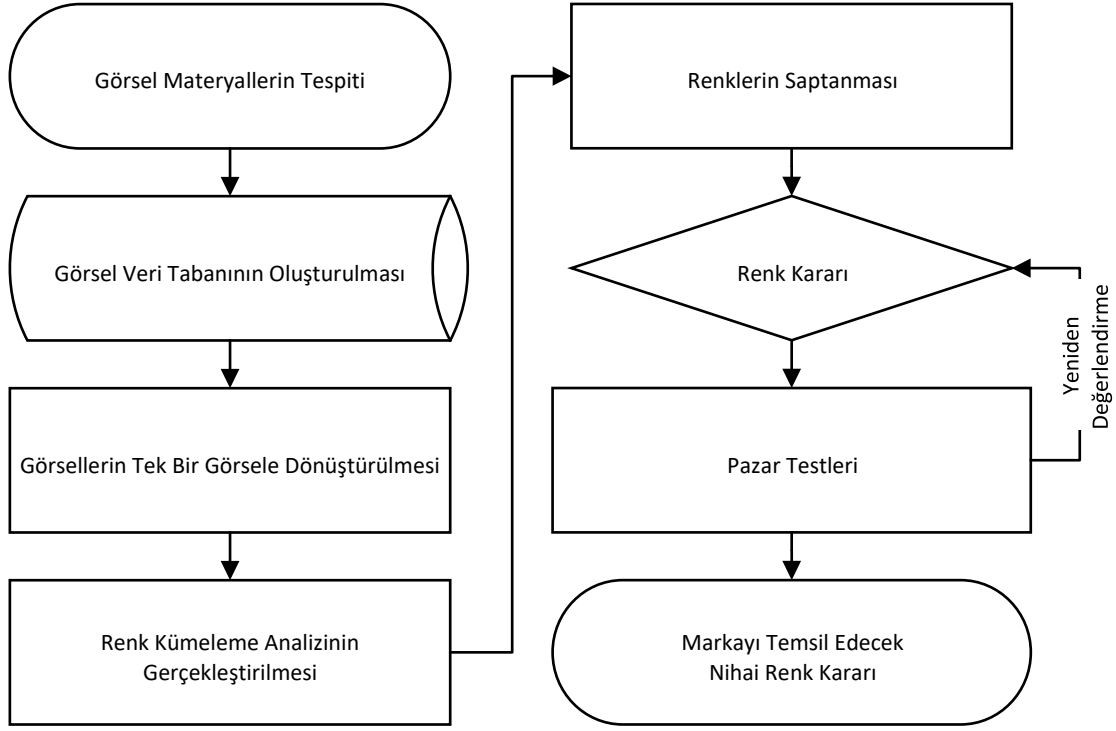 Görsel Materyallerin Tespiti
Görsel Veri Tabanının Oluşturulması
Görsellerin Tek Bir Görsele Dönüştürülmesi
Renk Kümeleme Analizinin
Gerçekleştirilmesi
Renklerin Saptanması
Renk Kararı
Yeniden
Değerlendirme
Pazar Testleri
Markayı Temsil Edecek
Nihai Renk Kararı